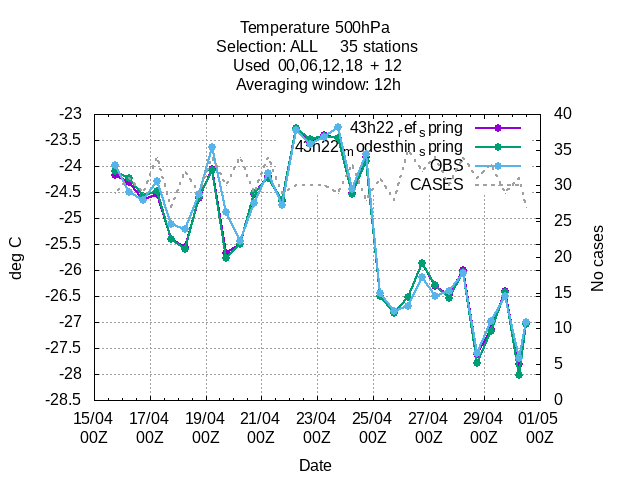 Temperature 500hPa
Selection: ALL 35 stations
Used 00,06,12,18 + 12
Averaging window: 12h
43h22_ref_spring
43h22_modesthin_spring
OBS
CASES
-23
-23.5
-24
-24.5
-25
-25.5
-26
-26.5
-27
-27.5
-28
-28.5
deg C
40
35
30
25
20
15
10
5
0
No cases
15/04 17/04 19/04 21/04 23/04 25/04 27/04 29/04 01/05
00Z 00Z 00Z 00Z 00Z 00Z 00Z 00Z 00Z
Date